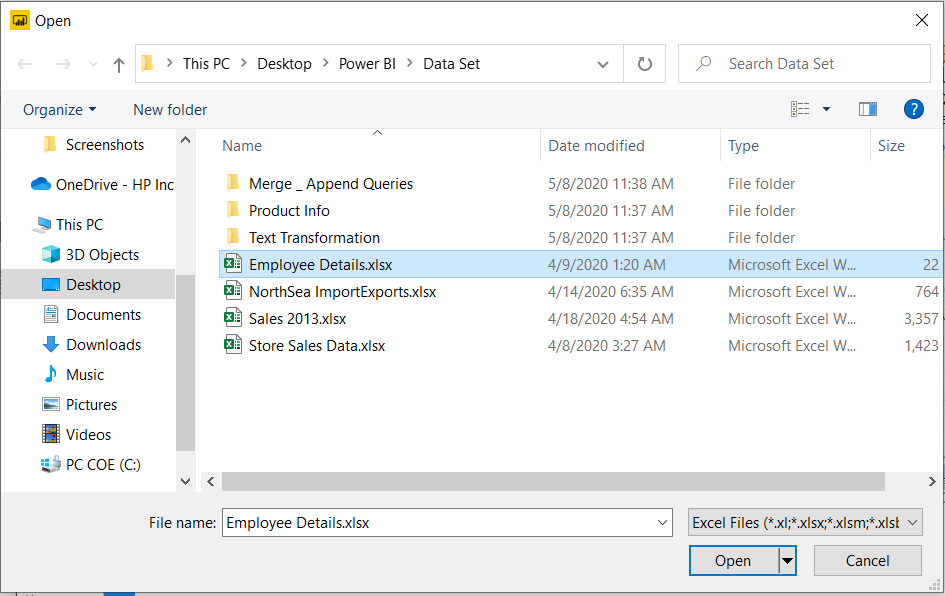 Open
This PC > Desktop > Power BI > Data Set
Search Data Set
Organize
New folder
?
Screenshots
OneDrive - HP Inc
This PC
3D Objects
Desktop
Documents
Downloads
Music
Pictures
Videos
PC COE (C:)
Name Date modified Type Size
Merge _ Append Queries 5/8/2020 11:38 AM File folder
Product Info 5/8/2020 11:37 AM File folder
Text Transformation 5/8/2020 11:37 AM File folder
Employee Details.xlsx 4/9/2020 1:20 AM Microsoft Excel W... 22
NorthSea ImportExports.xlsx 4/14/2020 6:35 AM Microsoft Excel W... 764
Sales 2013.xlsx 4/18/2020 4:54 AM Microsoft Excel W... 3,357
Store Sales Data.xlsx 4/8/2020 3:27 AM Microsoft Excel W... 1,423
File name: Employee Details.xlsx
Excel Files (*.xl;*.xlsx;*.xlsm;*.xlsb
Open
Cancel